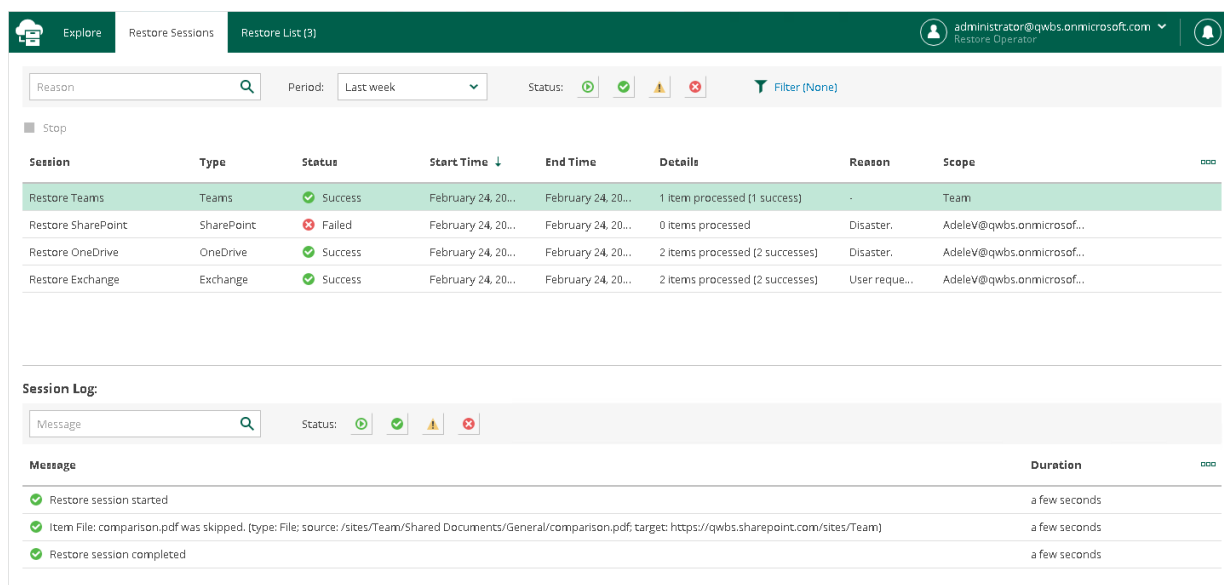 Explore Restore Sessions Restore List (3) administrator@qwbs.onmicrosoft.com
Restore Operator
Reason Period: Last week Status: Filter (None)
Stop
Session Type Status Start Time ↓ End Time Details Reason Scope
Restore Teams Teams Success February 24, 20... February 24, 20... 1 item processed (1 success) - Team
Restore SharePoint SharePoint Failed February 24, 20... February 24, 20... 0 items processed Disaster. AdeleV@qwbs.onmicrosof...
Restore OneDrive OneDrive Success February 24, 20... February 24, 20... 2 items processed (2 successes) Disaster. AdeleV@qwbs.onmicrosof...
Restore Exchange Exchange Success February 24, 20... February 24, 20... 2 items processed (2 successes) User reque... AdeleV@qwbs.onmicrosof...
Session Log:
Message Status:
Message Duration
Restore session started a few seconds
Item File: comparison.pdf was skipped. (type: File; source: /sites/Team/Shared Documents/General/comparison.pdf; target: https://qwbs.sharepoint.com/sites/Team) a few seconds
Restore session completed a few seconds